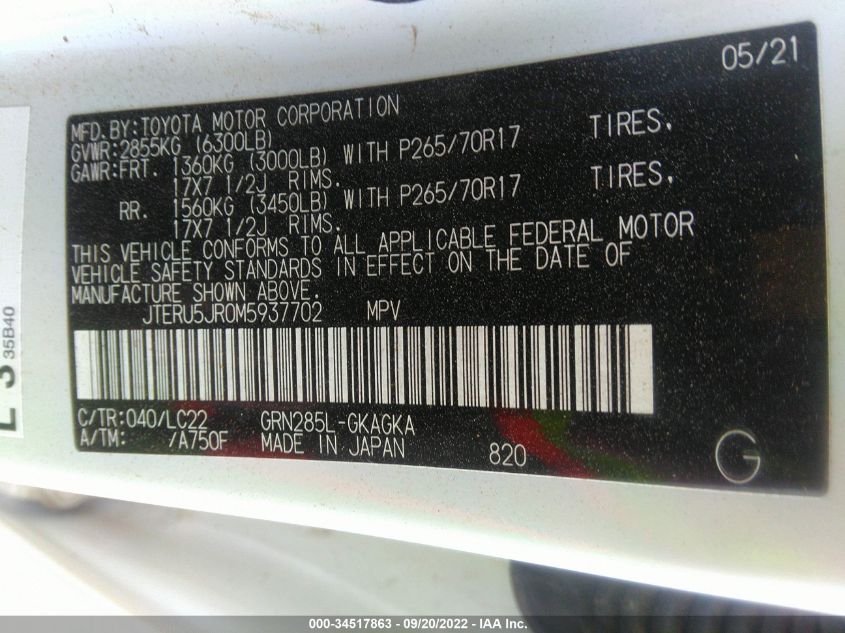 05/21
MFD.BY:TOYOTA MOTOR CORPORATION
GVWR:2855KG (6300LB)
GAWR:FRT. 1360KG (3000LB) WITH P265/70R17 TIRES,
17X7 1/2J RIMS.
RR. 1560KG (3450LB) WITH P265/70R17 TIRES,
17X7 1/2J RIMS.
THIS VEHICLE CONFORMS TO ALL APPLICABLE FEDERAL MOTOR
VEHICLE SAFETY STANDARDS IN EFFECT ON THE DATE OF
MANUFACTURE SHOWN ABOVE.
JTERU5JR0M5937702 MPV
C/TR:040/LC22 GRN285L-GKAGKA
A/TM: /A750F MADE IN JAPAN 820
G
35B40
000-34517863 - 09/20/2022 - IAA Inc.